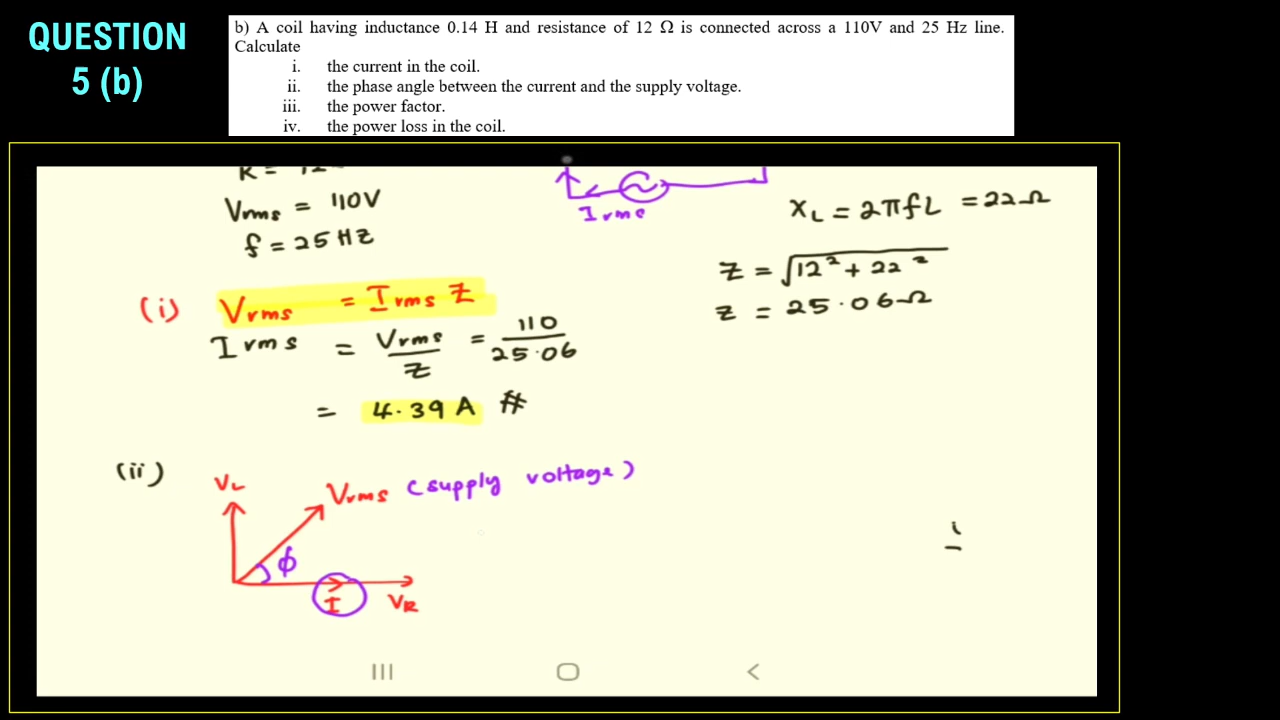 QUESTION
5 (b)
b) A coil having inductance 0.14 H and resistance of 12 Ω is connected across a 110V and 25 Hz line.
Calculate
i. the current in the coil.
ii. the phase angle between the current and the supply voltage.
iii. the power factor.
iv. the power loss in the coil.
Vrms = 110V
f = 25 HZ
Irms
XL = 2πfL = 22Ω
Z = √12² + 22²
Z = 25.06Ω
(i) Vrms = Irms Z
Irms = Vrms/Z = 110/25.06
= 4.39 A #
(ii)
VL
Vrms (supply voltage)
ϕ
I
VR